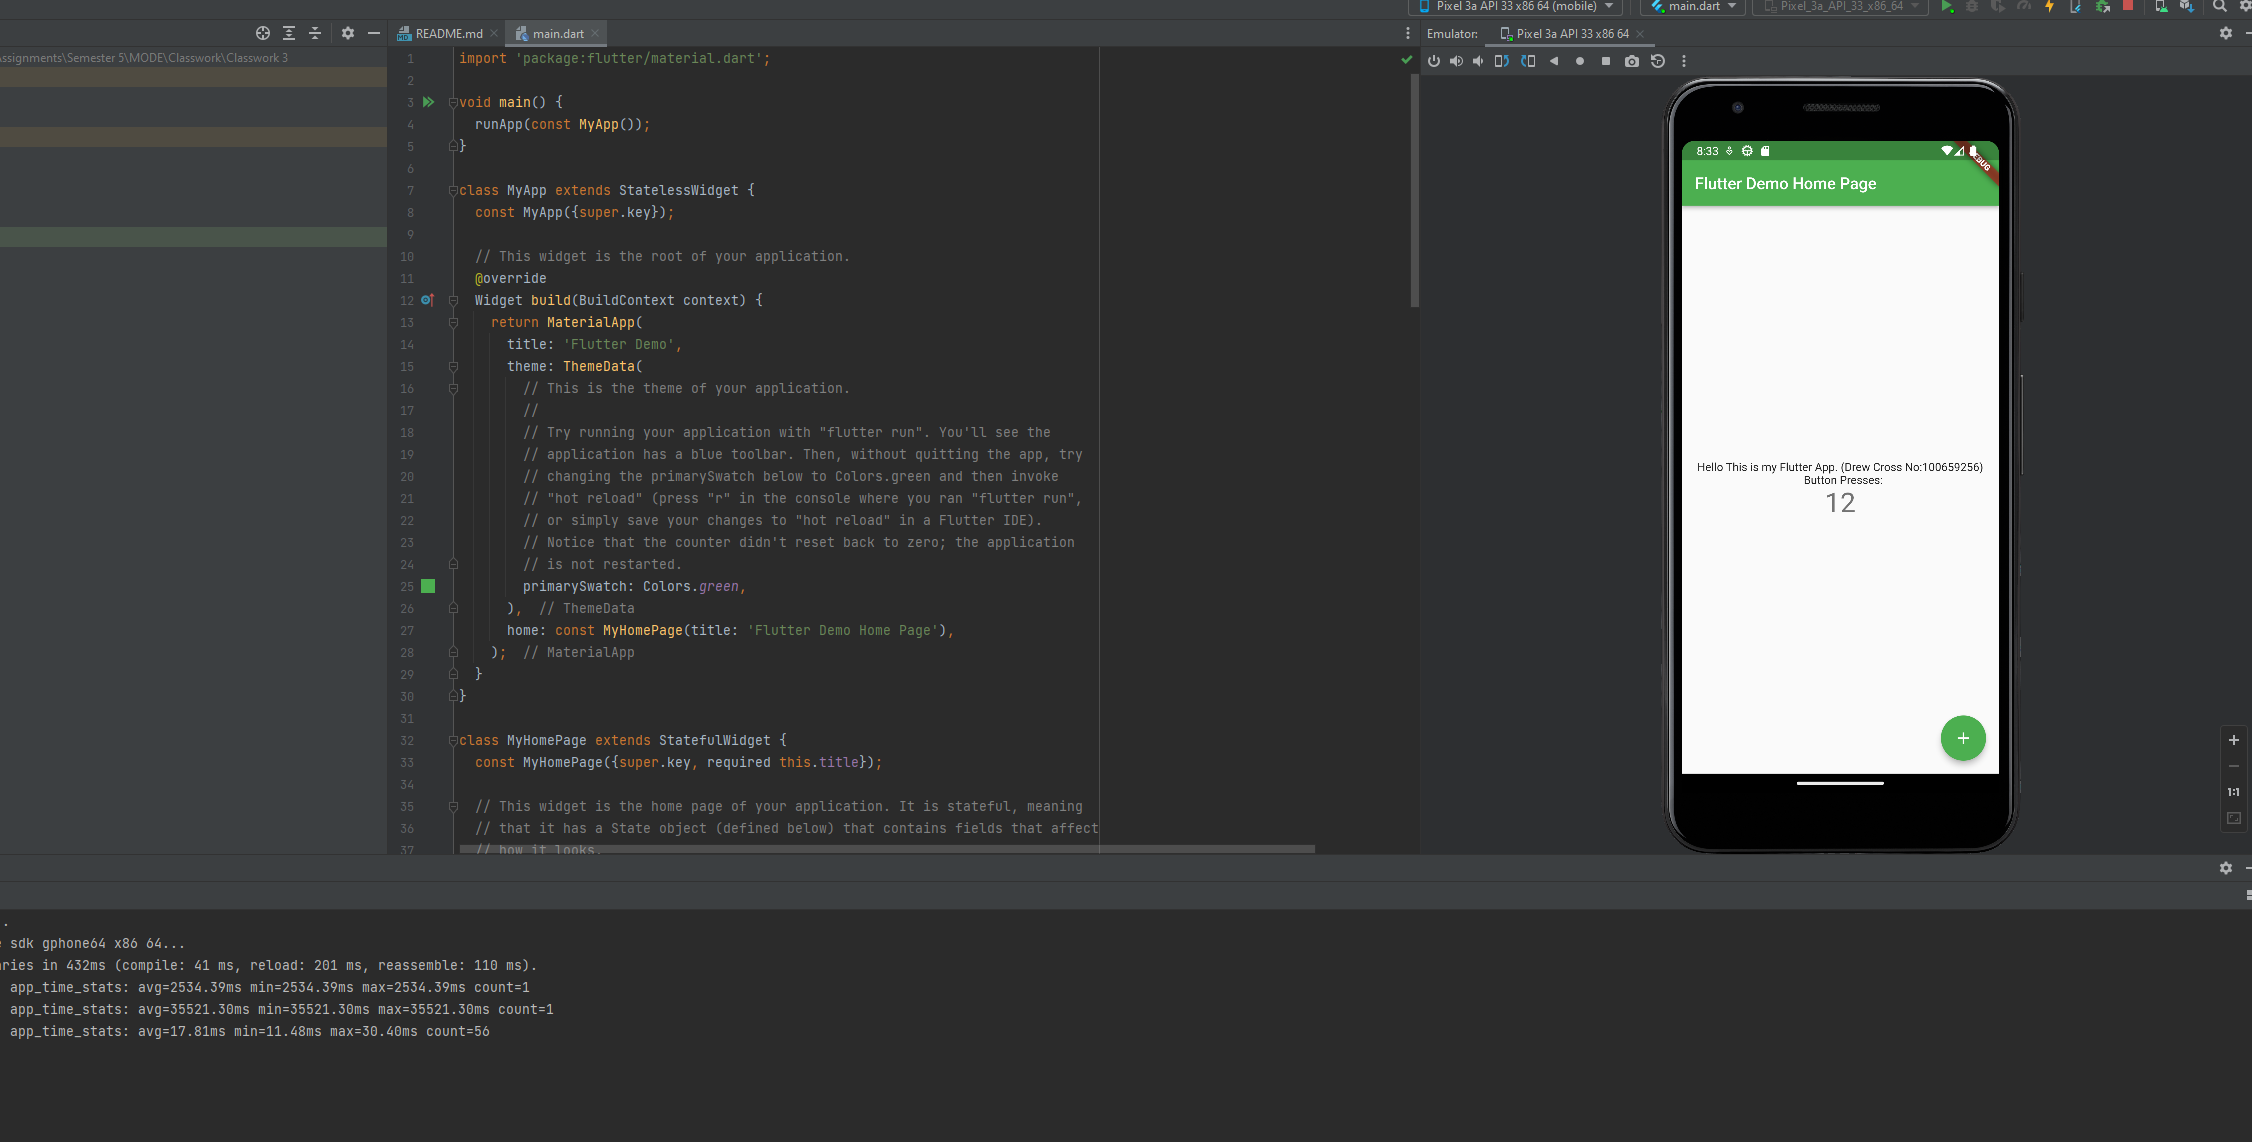 Pixel 3a API 33 x86 64 (mobile)
main.dart
Pixel_3a_API_33_x86_64
README.md
main.dart
Emulator:
Pixel 3a API 33 x86 64
ssignments\Semester 5\MODE\Classwork\Classwork 3
1 import 'package:flutter/material.dart';
2
3 void main() {
4 runApp(const MyApp());
5 }
6
7 class MyApp extends StatelessWidget {
8 const MyApp({super.key});
9
10 // This widget is the root of your application.
11 @override
12 Widget build(BuildContext context) {
13 return MaterialApp(
14 title: 'Flutter Demo',
15 theme: ThemeData(
16 // This is the theme of your application.
17 //
18 // Try running your application with "flutter run". You'll see the
19 // application has a blue toolbar. Then, without quitting the app, try
20 // changing the primarySwatch below to Colors.green and then invoke
21 // "hot reload" (press "r" in the console where you ran "flutter run",
22 // or simply save your changes to "hot reload" in a Flutter IDE).
23 // Notice that the counter didn't reset back to zero; the application
24 // is not restarted.
25 primarySwatch: Colors.green,
26 ), // ThemeData
27 home: const MyHomePage(title: 'Flutter Demo Home Page'),
28 ); // MaterialApp
29 }
30 }
31
32 class MyHomePage extends StatefulWidget {
33 const MyHomePage({super.key, required this.title});
34
35 // This widget is the home page of your application. It is stateful, meaning
36 // that it has a State object (defined below) that contains fields that affect
37 // how it looks.
8:33
EBUG
Flutter Demo Home Page
Hello This is my Flutter App. (Drew Cross No:100659256)
Button Presses:
12
+
1:1
.
e sdk gphone64 x86 64...
aries in 432ms (compile: 41 ms, reload: 201 ms, reassemble: 110 ms).
app_time_stats: avg=2534.39ms min=2534.39ms max=2534.39ms count=1
app_time_stats: avg=35521.30ms min=35521.30ms max=35521.30ms count=1
app_time_stats: avg=17.81ms min=11.48ms max=30.40ms count=56